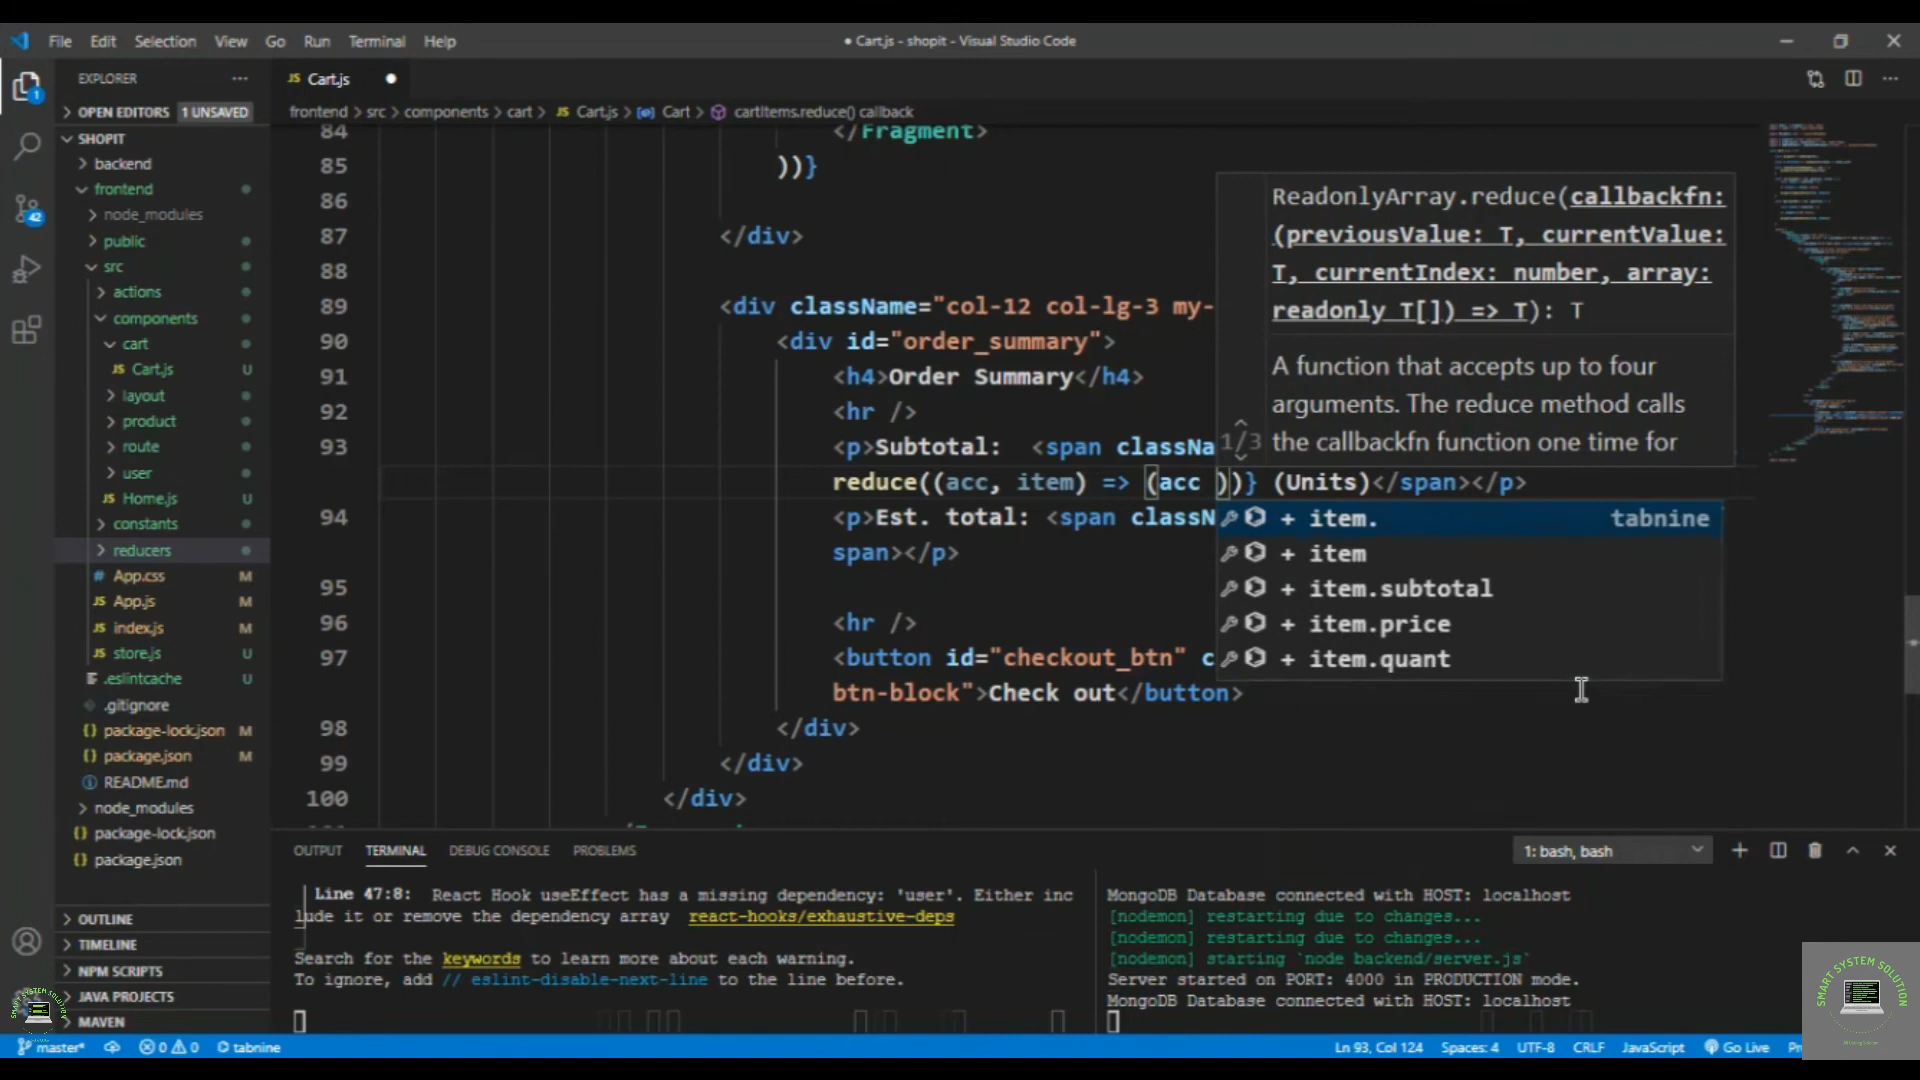 File Edit Selection View Go Run Terminal Help
● Cart.js - shopit - Visual Studio Code
EXPLORER
OPEN EDITORS 1 UNSAVED
SHOPIT
backend
frontend
node_modules
public
src
actions
components
cart
Cart.js U
layout
product
route
user
Home.js U
constants
reducers
App.css M
App.js M
index.js M
store.js U
.eslintcache U
.gitignore
package-lock.json M
package.json M
README.md
node_modules
package-lock.json
package.json
OUTLINE
TIMELINE
NPM SCRIPTS
JAVA PROJECTS
MAVEN
1
42
JS Cart.js ●
frontend > src > components > cart > JS Cart.js > Cart > cartItems.reduce() callback
84 </Fragment>
85 ))}
86
87 </div>
88
89 <div className="col-12 col-lg-3 my-
90 <div id="order_summary">
91 <h4>Order Summary</h4>
92 <hr />
93 <p>Subtotal:  <span classNa
reduce((acc, item) => (acc ))} (Units)</span></p>
94 <p>Est. total: <span classN
span></p>
95
96 <hr />
97 <button id="checkout_btn" c
btn-block">Check out</button>
98 </div>
99 </div>
100 </div>
ReadonlyArray.reduce(callbackfn:
(previousValue: T, currentValue:
T, currentIndex: number, array:
readonly T[]) => T): T
A function that accepts up to four
arguments. The reduce method calls
1/3 the callbackfn function one time for
+ item. tabnine
+ item
+ item.subtotal
+ item.price
+ item.quant
OUTPUT TERMINAL DEBUG CONSOLE PROBLEMS
1: bash, bash
Line 47:8: React Hook useEffect has a missing dependency: 'user'. Either inc
lude it or remove the dependency array react-hooks/exhaustive-deps
Search for the keywords to learn more about each warning.
To ignore, add // eslint-disable-next-line to the line before.
MongoDB Database connected with HOST: localhost
[nodemon] restarting due to changes...
[nodemon] restarting due to changes...
[nodemon] starting `node backend/server.js`
Server started on PORT: 4000 in PRODUCTION mode.
MongoDB Database connected with HOST: localhost
SMART SYSTEM SOLUTION
SMART SYSTEM SOLUTION
master* 0 0 tabnine
Ln 93, Col 124 Spaces: 4 UTF-8 CRLF JavaScript Go Live